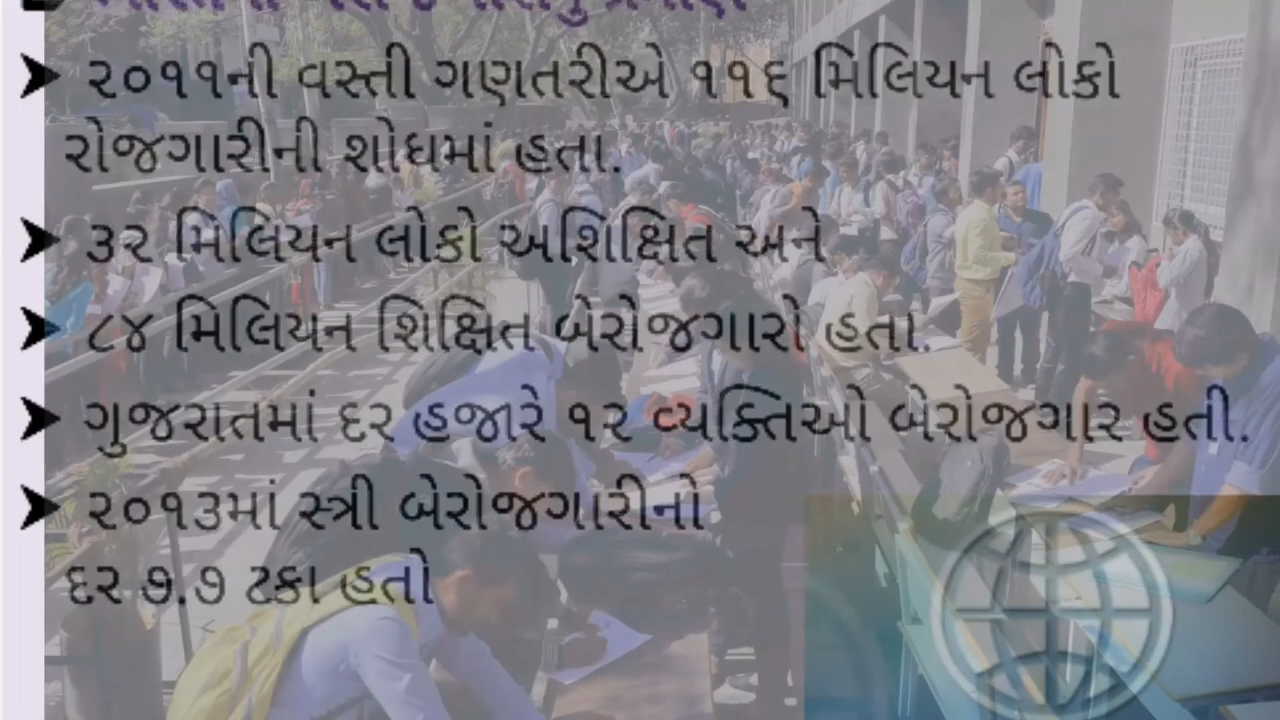 ➤ ૨૦૧૧ની વસ્તી ગણતરીએ ૧૧૬ મિલિયન લોકો
રોજગારીની શોધમાં હતા.
➤ ૩૨ મિલિયન લોકો અશિક્ષિત અને
➤ ૮૪ મિલિયન શિક્ષિત બેરોજગારો હતા.
➤ ગુજરાતમાં દર હજારે ૧૨ વ્યક્તિઓ બેરોજગાર હતી.
➤ ૨૦૧૩માં સ્ત્રી બેરોજગારીનો
દર ૭.૭ ટકા હતો